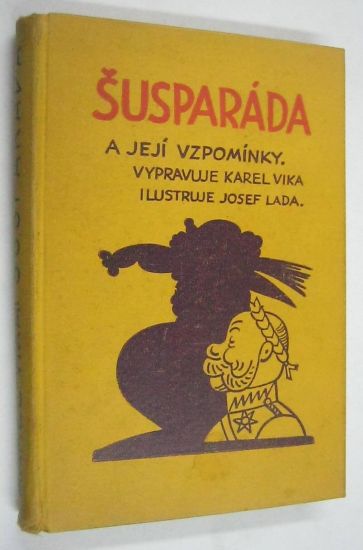 ŠUSPARÁDA
A JEJÍ VZPOMÍNKY.
VYPRAVUJE KAREL VIKA
ILUSTRUJE JOSEF LADA.